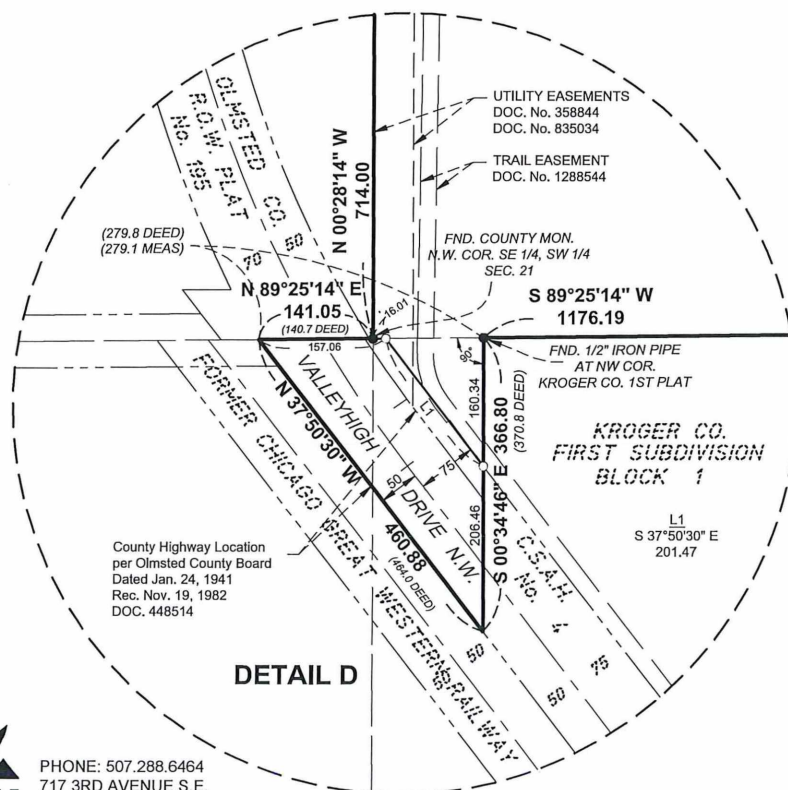 OLMSTED CO.
R.O.W. PLAT
No 195
60
70
N 00°28'14" W
714.00
UTILITY EASEMENTS
DOC. No. 358844
DOC. No. 835034
TRAIL EASEMENT
DOC. No. 1288544
(279.8 DEED)
(279.1 MEAS)
FND. COUNTY MON.
N.W. COR. SE 1/4, SW 1/4
SEC. 21
N 89°25'14" E
141.05
(140.7 DEED)
157.06
16.01
S 89°25'14" W
1176.19
90°
FND. 1/2" IRON PIPE
AT NW COR.
KROGER CO. 1ST PLAT
VALLEYHIGH
DRIVE N.W.
N 37°50'30" W
460.88
(464.0 DEED)
L1
50
75
160.34
206.46
S 00°34'46" E 366.80
(370.8 DEED)
KROGER CO.
FIRST SUBDIVISION
BLOCK 1
L1
S 37°50'30" E
201.47
FORMER CHICAGO GREAT WESTERN RAILWAY
C.S.A.H.
No. 4
50
50
75
County Highway Location
per Olmsted County Board
Dated Jan. 24, 1941
Rec. Nov. 19, 1982
DOC. 448514
DETAIL D
PHONE: 507.288.6464
717 3RD AVENUE S.E.